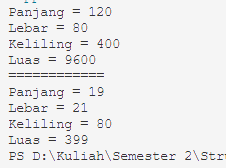 Panjang = 120
Lebar = 80
Keliling = 400
Luas = 9600
============
Panjang = 19
Lebar = 21
Keliling = 80
Luas = 399
PS D:\Kuliah\Semester 2\Str